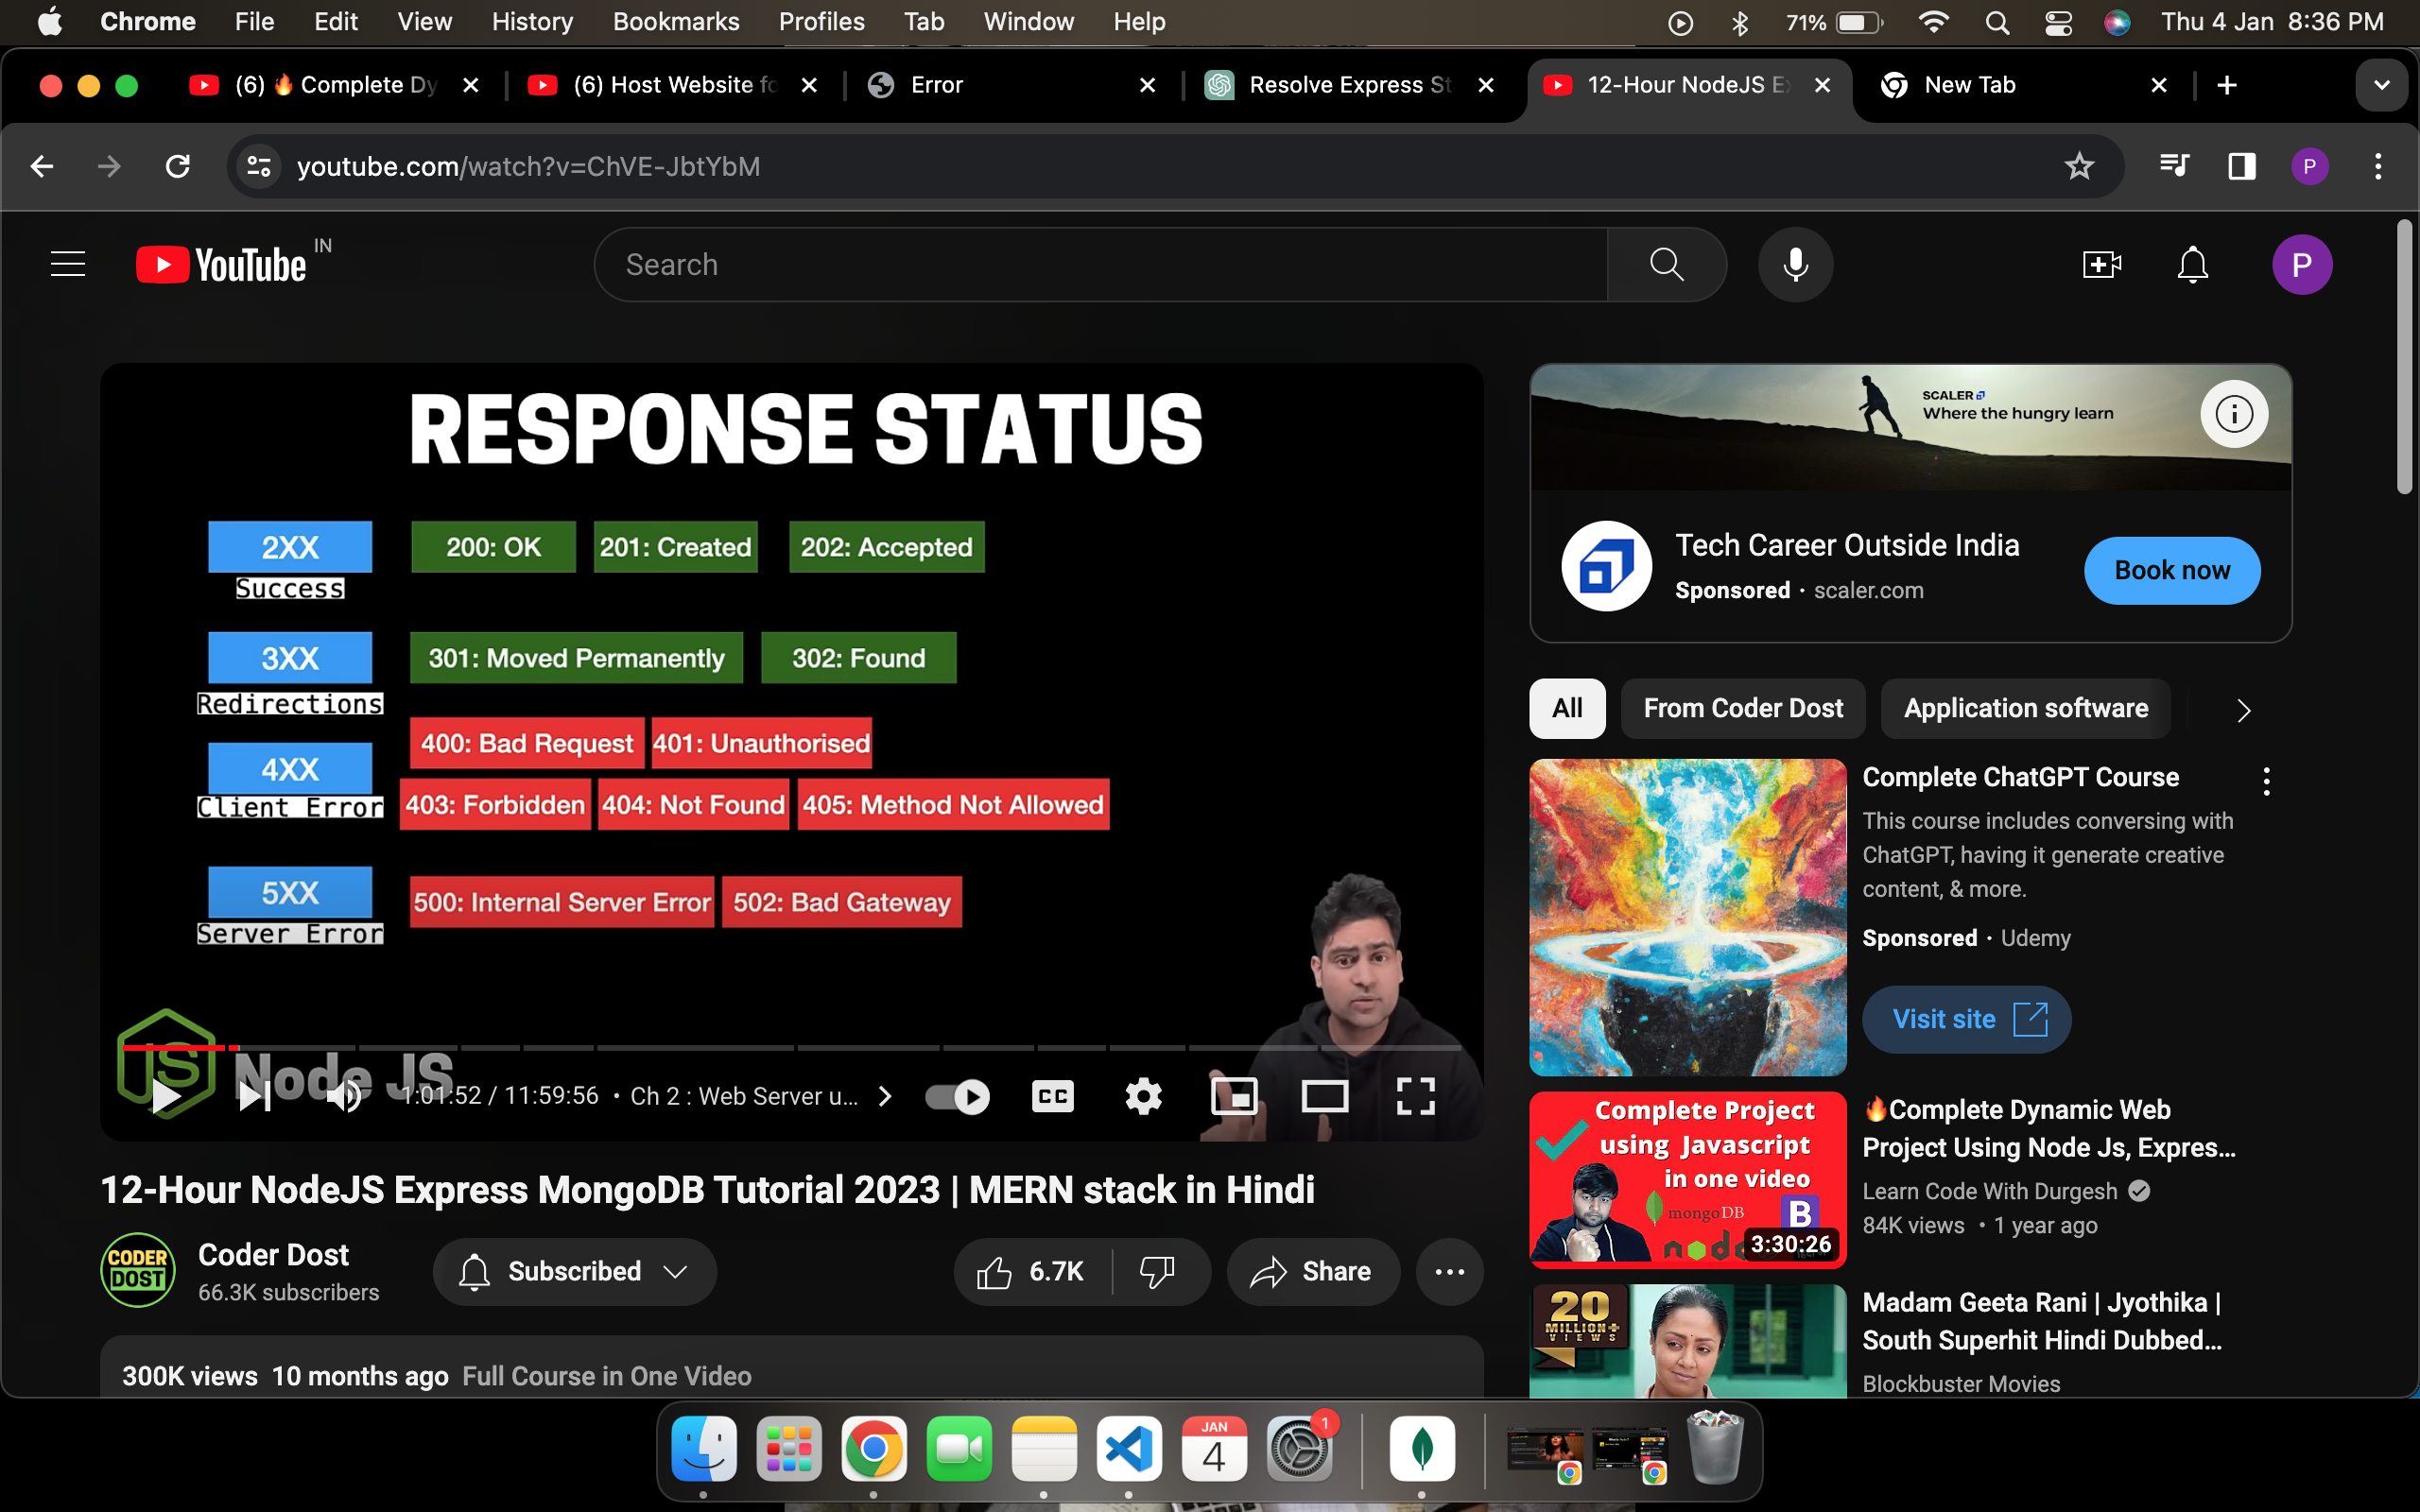 Chrome File Edit View History Bookmarks Profiles Tab Window Help 71% Thu 4 Jan 8:36 PM
(6) 🔥 Complete Dy (6) Host Website fo Error Resolve Express St 12-Hour NodeJS Ex New Tab
youtube.com/watch?v=ChVE-JbtYbM P
YouTube IN Search P
RESPONSE STATUS
2XX 200: OK 201: Created 202: Accepted
Success
3XX 301: Moved Permanently 302: Found
Redirections
400: Bad Request 401: Unauthorised
4XX
Client Error 403: Forbidden 404: Not Found 405: Method Not Allowed
5XX 500: Internal Server Error 502: Bad Gateway
Server Error
JS Node JS
1:01:52 / 11:59:56 • Ch 2 : Web Server u... CC
12-Hour NodeJS Express MongoDB Tutorial 2023 | MERN stack in Hindi
CODER DOST
Coder Dost
66.3K subscribers
Subscribed 6.7K Share
300K views 10 months ago Full Course in One Video
SCALER
Where the hungry learn
Tech Career Outside India
Sponsored · scaler.com
Book now
All From Coder Dost Application software
Complete ChatGPT Course
This course includes conversing with
ChatGPT, having it generate creative
content, & more.
Sponsored · Udemy
Visit site
Complete Project
using Javascript
in one video
mongoDB
B
3:30:26
🔥Complete Dynamic Web
Project Using Node Js, Expres...
Learn Code With Durgesh
84K views • 1 year ago
20
MILLION+
VIEWS
Madam Geeta Rani | Jyothika |
South Superhit Hindi Dubbed...
Blockbuster Movies
JAN
4
1